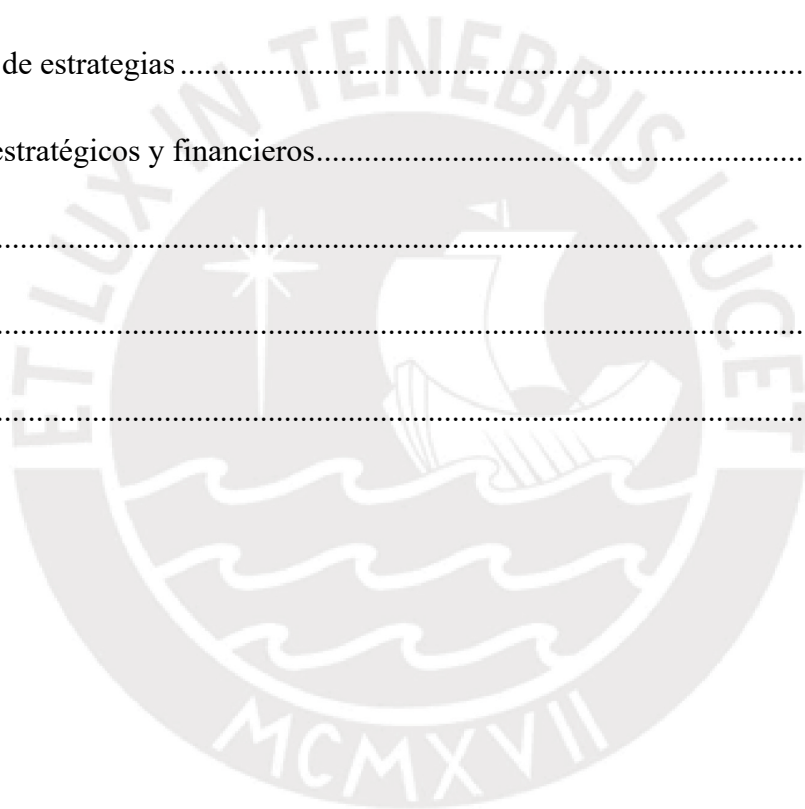 de estrategias ........................................................................................
estratégicos y financieros....................................................................
..............................................................................................................
..............................................................................................................
..............................................................................................................
ET LUX IN TENEBRIS LUCET
MCMXVII